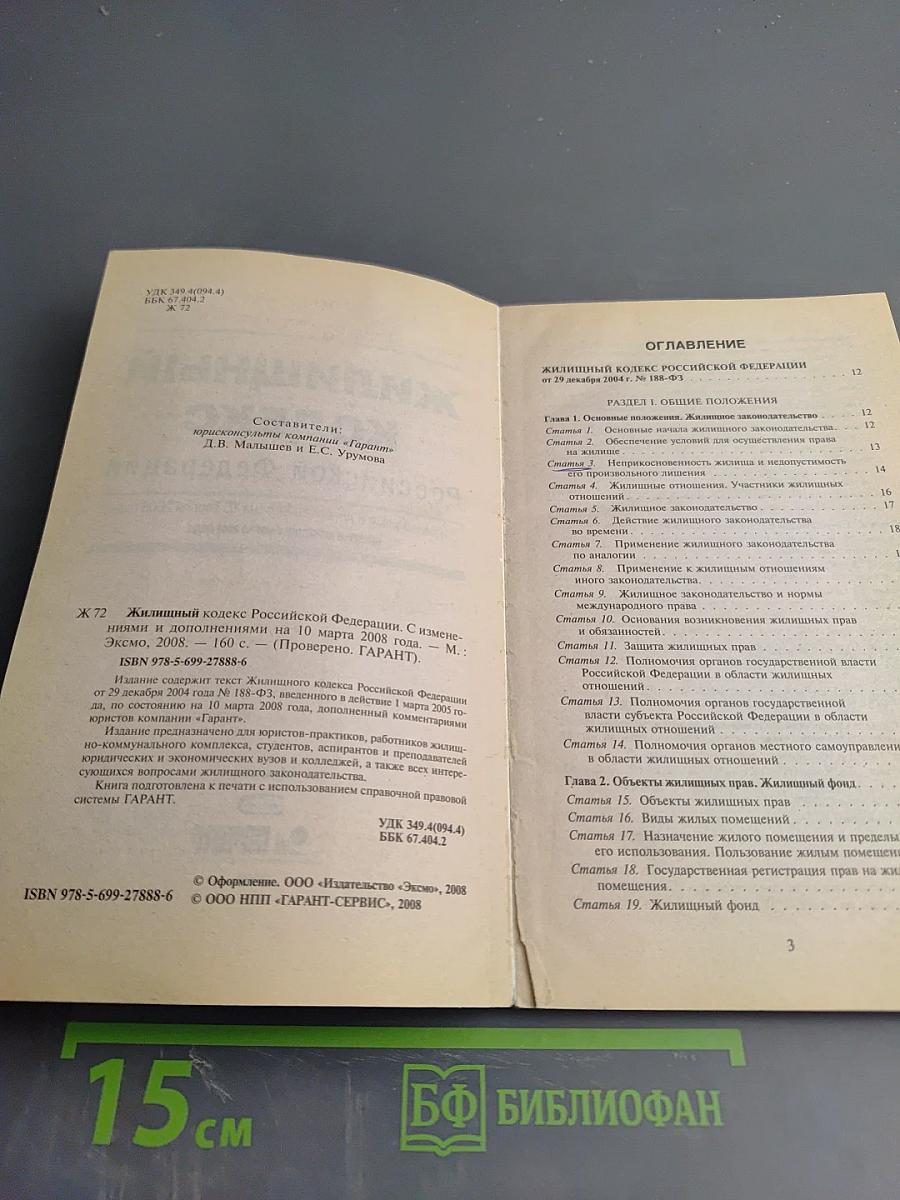 УДК 349.4(094.4)
ББК 67.404.2
Ж 72
Составители:
юрисконсульты компании «Гарант»
Д.В. Малышев и Е.С. Урумова
Ж 72 Жилищный кодекс Российской Федерации. С измене-
ниями и дополнениями на 10 марта 2008 года. — М. :
Эксмо, 2008. — 160 с. — (Проверено. ГАРАНТ).
ISBN 978-5-699-27888-6
Издание содержит текст Жилищного кодекса Российской Федерации
от 29 декабря 2004 года № 188-ФЗ, введенного в действие 1 марта 2005 го-
да, по состоянию на 10 марта 2008 года, дополненный комментариями
юристов компании «Гарант».
Издание предназначено для юристов-практиков, работников жилищ-
но-коммунального комплекса, студентов, аспирантов и преподавателей
юридических и экономических вузов и колледжей, а также всех интере-
сующихся вопросами жилищного законодательства.
Книга подготовлена к печати с использованием справочной правовой
системы ГАРАНТ.
УДК 349.4(094.4)
ББК 67.404.2
© Оформление. ООО «Издательство «Эксмо», 2008
ISBN 978-5-699-27888-6 © ООО НПП «ГАРАНТ-СЕРВИС», 2008
ОГЛАВЛЕНИЕ
ЖИЛИЩНЫЙ КОДЕКС РОССИЙСКОЙ ФЕДЕРАЦИИ
от 29 декабря 2004 г. № 188-ФЗ . . . . . . . . . . . . . . . . 12
РАЗДЕЛ I. ОБЩИЕ ПОЛОЖЕНИЯ
Глава 1. Основные положения. Жилищное законодательство . . . . . 12
Статья 1. Основные начала жилищного законодательства. . . . 12
Статья 2. Обеспечение условий для осуществления права
на жилище . . . . . . . . . . . . . . . . . . . . . . . . . 13
Статья 3. Неприкосновенность жилища и недопустимость
его произвольного лишения . . . . . . . . . . . . . . . . . 14
Статья 4. Жилищные отношения. Участники жилищных
отношений. . . . . . . . . . . . . . . . . . . . . . . . . . 16
Статья 5. Жилищное законодательство . . . . . . . . . . . . 17
Статья 6. Действие жилищного законодательства
во времени. . . . . . . . . . . . . . . . . . . . . . . . . 18
Статья 7. Применение жилищного законодательства
по аналогии . . . . . . . . . . . . . . . . . . . . . . . . 1
Статья 8. Применение к жилищным отношениям
иного законодательства. . . . . . . . . . . . . . . . . . .
Статья 9. Жилищное законодательство и нормы
международного права . . . . . . . . . . . . . . . . . . .
Статья 10. Основания возникновения жилищных прав
и обязанностей. . . . . . . . . . . . . . . . . . . . . . .
Статья 11. Защита жилищных прав . . . . . . . . . . . . .
Статья 12. Полномочия органов государственной власти
Российской Федерации в области жилищных
отношений . . . . . . . . . . . . . . . . . . . . . . . . .
Статья 13. Полномочия органов государственной
власти субъекта Российской Федерации в области
жилищных отношений . . . . . . . . . . . . . . . . . . . .
Статья 14. Полномочия органов местного самоуправлени
в области жилищных отношений . . . . . . . . . . . . . .
Глава 2. Объекты жилищных прав. Жилищный фонд. . . .
Статья 15. Объекты жилищных прав . . . . . . . . .
Статья 16. Виды жилых помещений . . . . . . . . .
Статья 17. Назначение жилого помещения и пределы
его использования. Пользование жилым помещени
Статья 18. Государственная регистрация прав на жи
помещения. . . . . . . . . . . . . . . . . . .
Статья 19. Жилищный фонд . . . . . . . . . . .
3
15 см
БФ БИБЛИОФАН